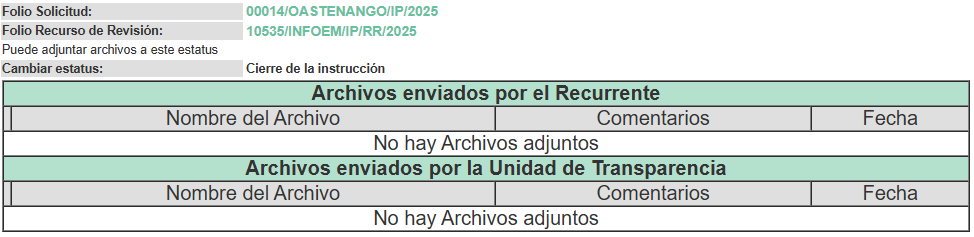 Folio Solicitud: 00014/OASTENANGO/IP/2025
Folio Recurso de Revisión: 10535/INFOEM/IP/RR/2025
Puede adjuntar archivos a este estatus
Cambiar estatus: Cierre de la instrucción
Archivos enviados por el Recurrente
Nombre del Archivo Comentarios Fecha
No hay Archivos adjuntos
Archivos enviados por la Unidad de Transparencia
Nombre del Archivo Comentarios Fecha
No hay Archivos adjuntos